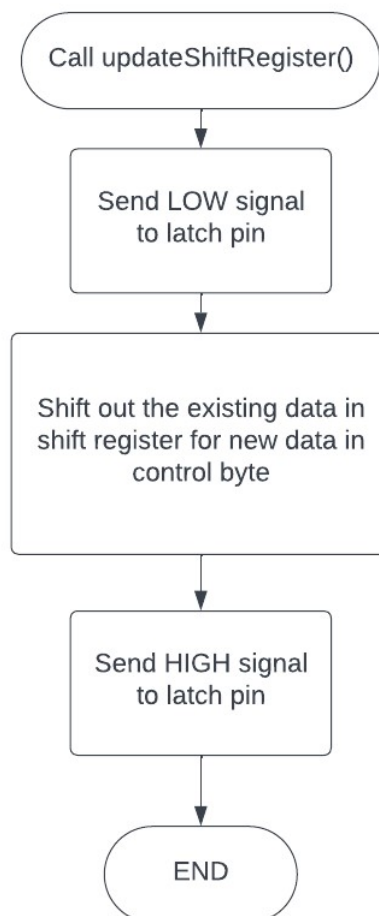 Call updateShiftRegister()
Send LOW signal
to latch pin
Shift out the existing data in
shift register for new data in
control byte
Send HIGH signal
to latch pin
END